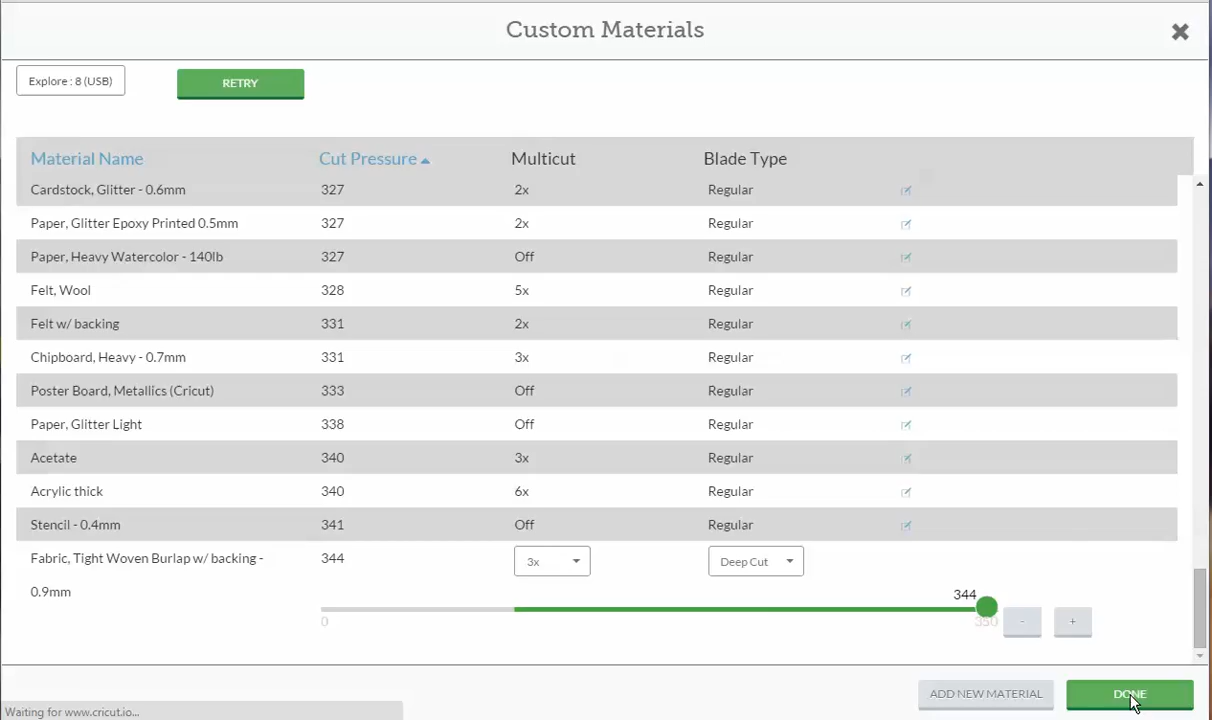 Custom Materials
Explore : 8 (USB)
RETRY
Material Name Cut Pressure Multicut Blade Type
Cardstock, Glitter - 0.6mm 327 2x Regular
Paper, Glitter Epoxy Printed 0.5mm 327 2x Regular
Paper, Heavy Watercolor - 140lb 327 Off Regular
Felt, Wool 328 5x Regular
Felt w/ backing 331 2x Regular
Chipboard, Heavy - 0.7mm 331 3x Regular
Poster Board, Metallics (Cricut) 333 Off Regular
Paper, Glitter Light 338 Off Regular
Acetate 340 3x Regular
Acrylic thick 340 6x Regular
Stencil - 0.4mm 341 Off Regular
Fabric, Tight Woven Burlap w/ backing - 344 3x Deep Cut
0.9mm
344
0 350 - +
ADD NEW MATERIAL DONE
Waiting for www.cricut.io...